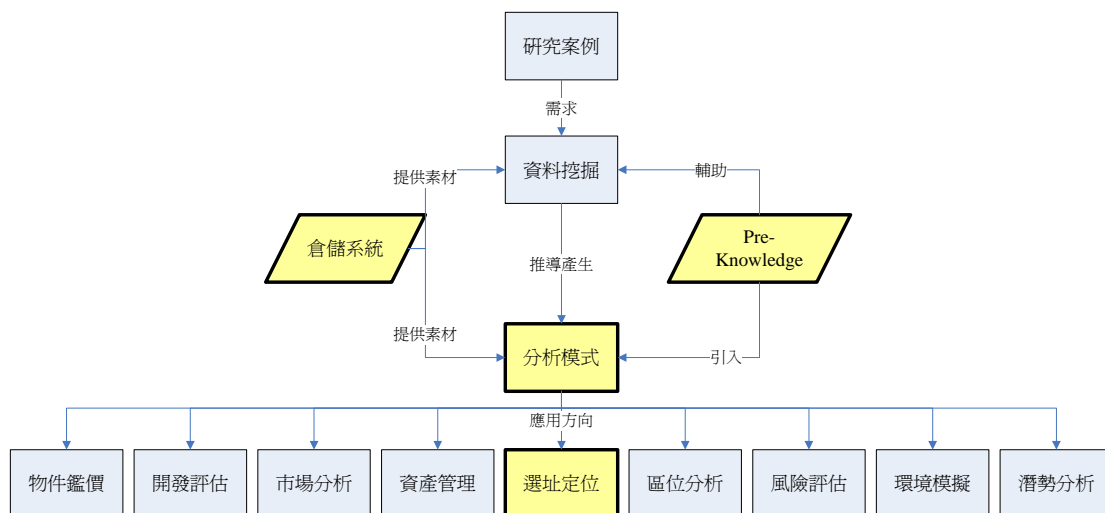 研究案例
需求
資料挖掘
提供素材
輔助
倉儲系統
Pre-
Knowledge
推導產生
提供素材
分析模式
引入
應用方向
物件鑑價
開發評估
市場分析
資產管理
選址定位
區位分析
風險評估
環境模擬
潛勢分析